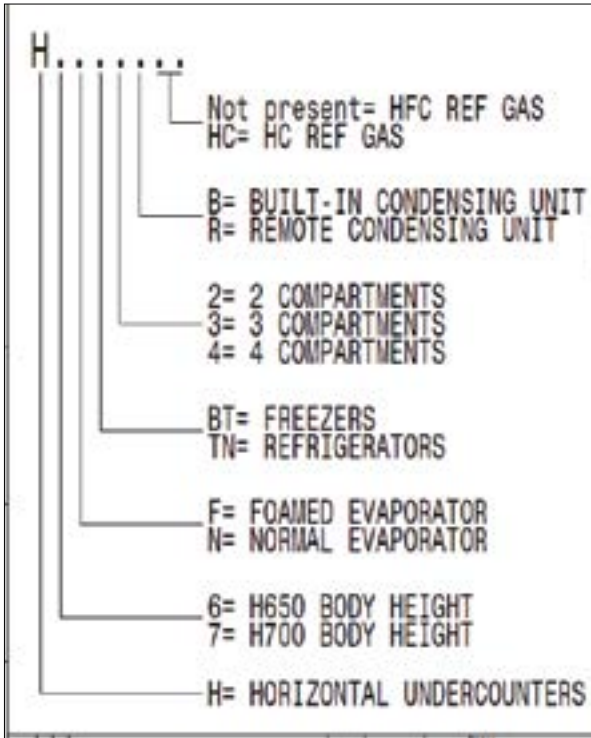 H.......
Not present= HFC REF GAS
HC= HC REF GAS
B= BUILT-IN CONDENSING UNIT
R= REMOTE CONDENSING UNIT
2= 2 COMPARTMENTS
3= 3 COMPARTMENTS
4= 4 COMPARTMENTS
BT= FREEZERS
TN= REFRIGERATORS
F= FOAMED EVAPORATOR
N= NORMAL EVAPORATOR
6= H650 BODY HEIGHT
7= H700 BODY HEIGHT
H= HORIZONTAL UNDERCOUNTERS